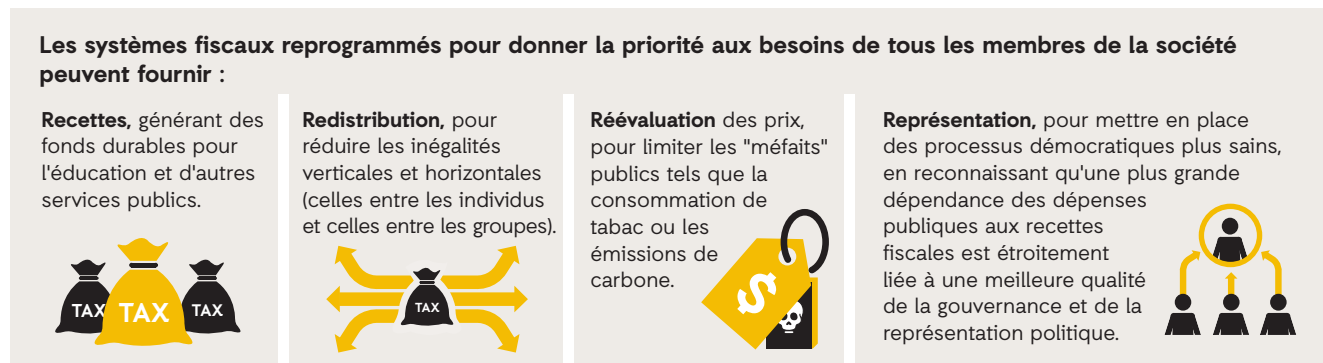 Les systèmes fiscaux reprogrammés pour donner la priorité aux besoins de tous les membres de la société
peuvent fournir :
Recettes, générant des
fonds durables pour
l'éducation et d'autres
services publics.
TAX
TAX
TAX
Redistribution, pour
réduire les inégalités
verticales et horizontales
(celles entre les individus
et celles entre les groupes).
TAX
Réévaluation des prix,
pour limiter les "méfaits"
publics tels que la
consommation de
tabac ou les
émissions de
carbone.
$
Représentation, pour mettre en place
des processus démocratiques plus sains,
en reconnaissant qu'une plus grande
dépendance des dépenses
publiques aux recettes
fiscales est étroitement
liée à une meilleure qualité
de la gouvernance et de la
représentation politique.